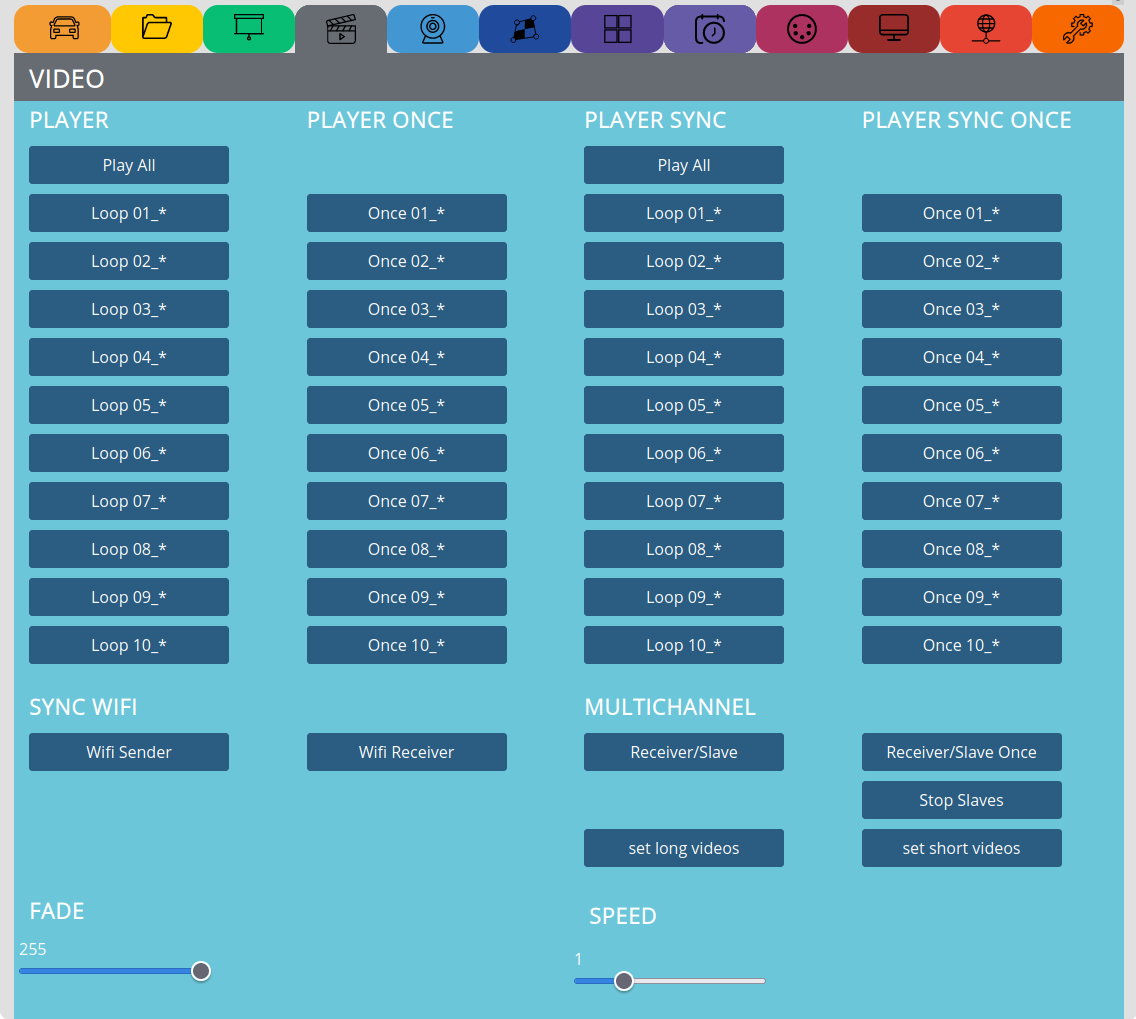 VIDEO
PLAYER PLAYER ONCE PLAYER SYNC PLAYER SYNC ONCE
Play All Play All
Loop 01_* Once 01_* Loop 01_* Once 01_*
Loop 02_* Once 02_* Loop 02_* Once 02_*
Loop 03_* Once 03_* Loop 03_* Once 03_*
Loop 04_* Once 04_* Loop 04_* Once 04_*
Loop 05_* Once 05_* Loop 05_* Once 05_*
Loop 06_* Once 06_* Loop 06_* Once 06_*
Loop 07_* Once 07_* Loop 07_* Once 07_*
Loop 08_* Once 08_* Loop 08_* Once 08_*
Loop 09_* Once 09_* Loop 09_* Once 09_*
Loop 10_* Once 10_* Loop 10_* Once 10_*
SYNC WIFI MULTICHANNEL
Wifi Sender Wifi Receiver Receiver/Slave Receiver/Slave Once
Stop Slaves
set long videos set short videos
FADE SPEED
255 1